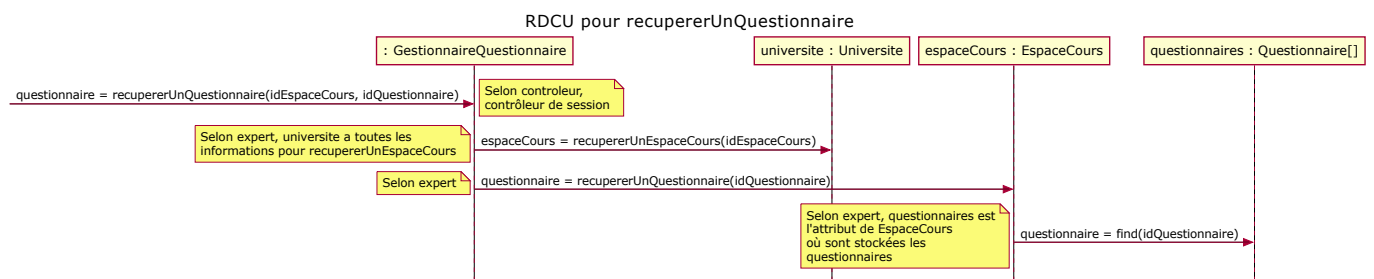 RDCU pour recupererUnQuestionnaire
: GestionnaireQuestionnaire
universite : Universite
espaceCours : EspaceCours
questionnaires : Questionnaire[]
questionnaire = recupererUnQuestionnaire(idEspaceCours, idQuestionnaire)
Selon controleur,
contrôleur de session
Selon expert, universite a toutes les
informations pour recupererUnEspaceCours
espaceCours = recupererUnEspaceCours(idEspaceCours)
Selon expert
questionnaire = recupererUnQuestionnaire(idQuestionnaire)
Selon expert, questionnaires est
l'attribut de EspaceCours
où sont stockées les
questionnaires
questionnaire = find(idQuestionnaire)